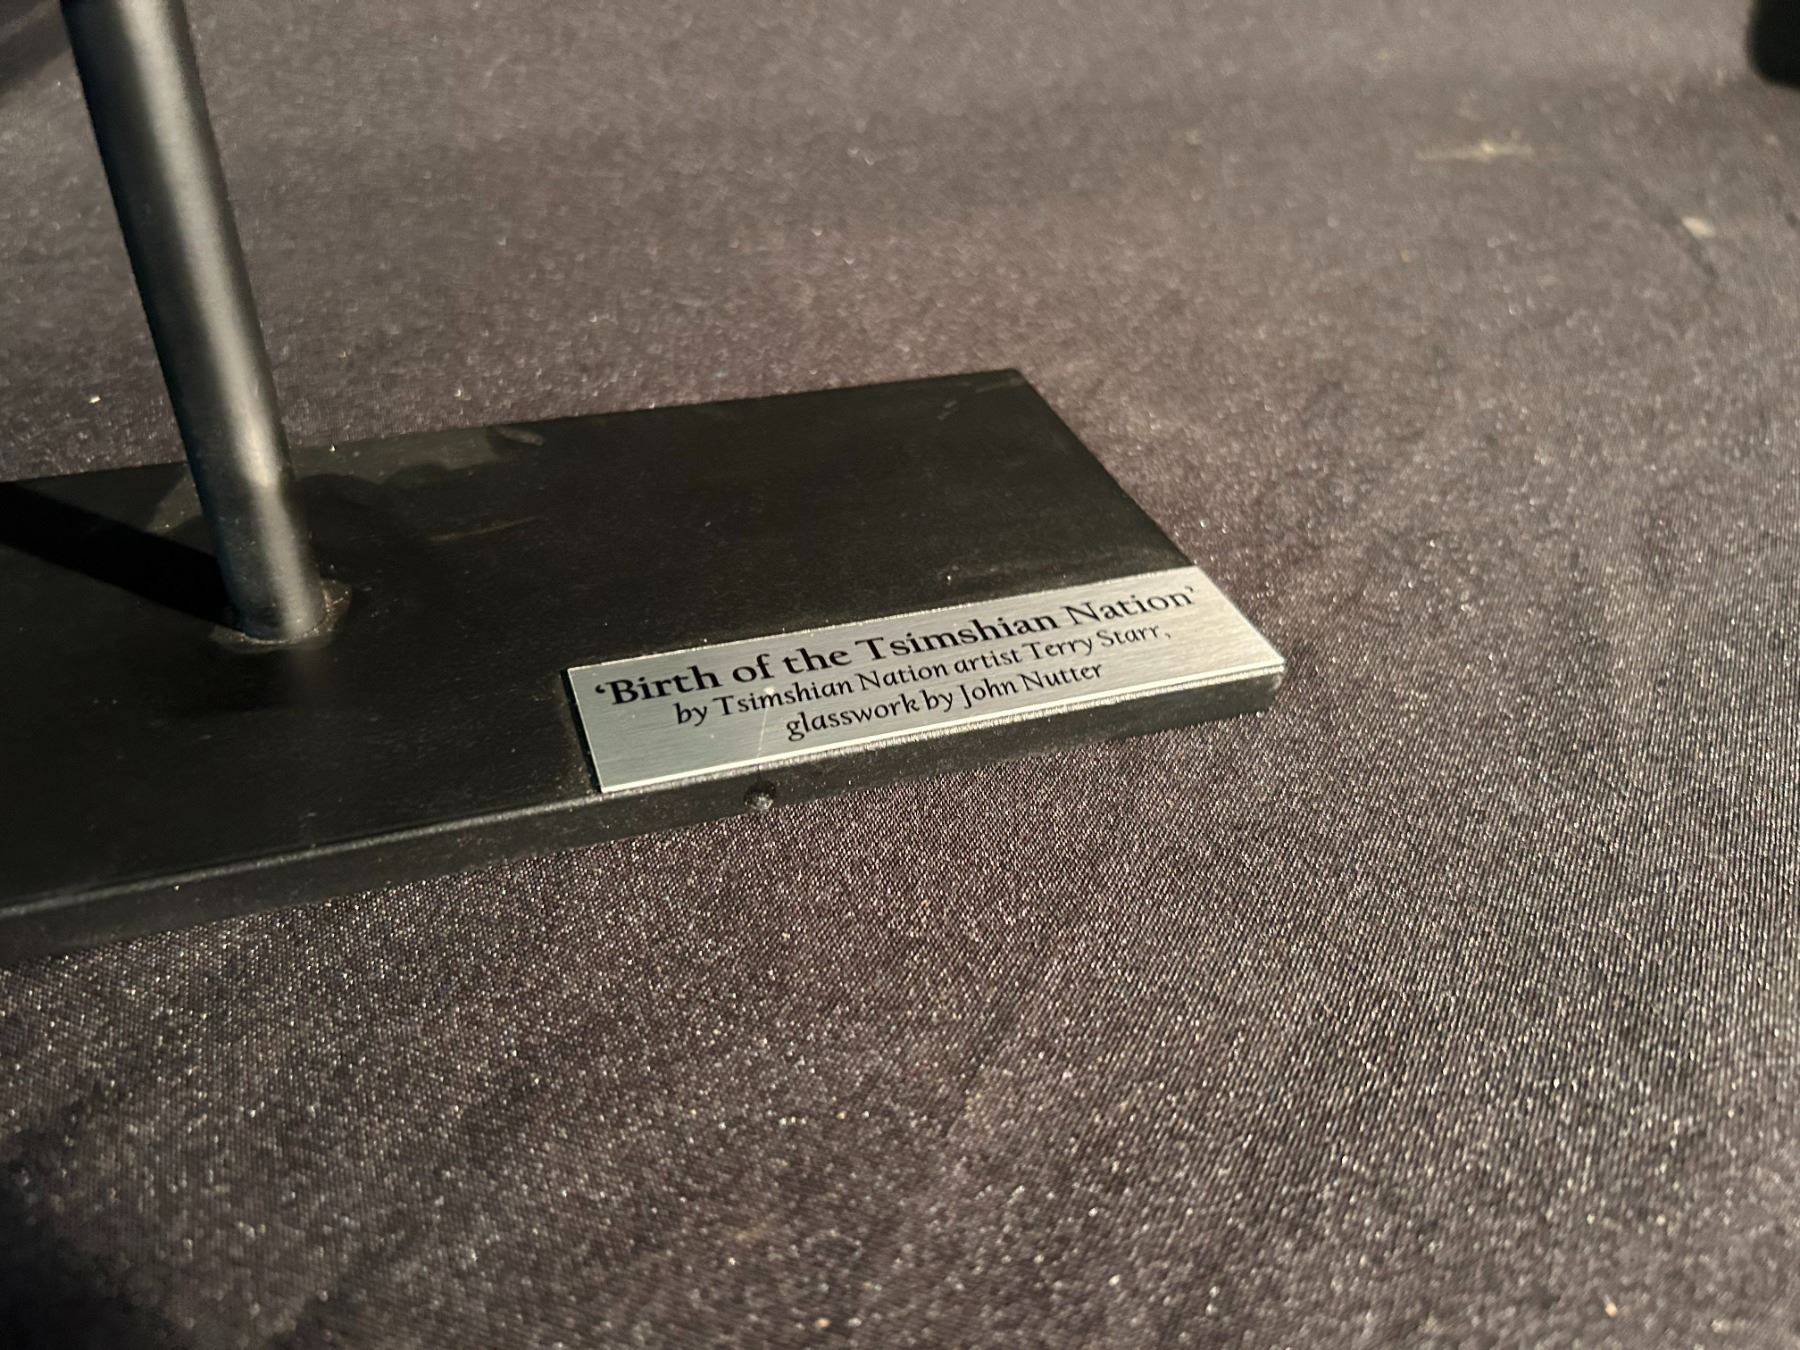 ‘Birth of the Tsimshian Nation’
by Tsimshian Nation artist Terry Starr,
glasswork by John Nutter